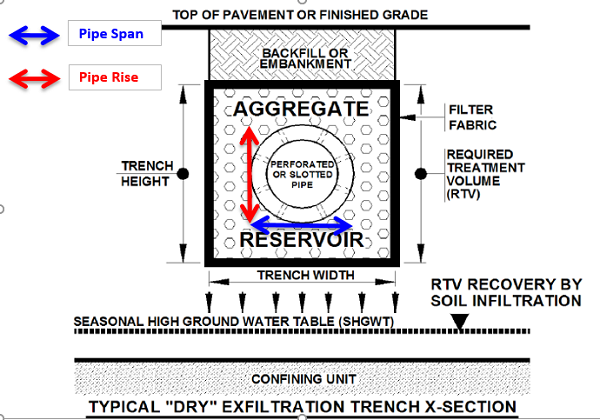 TOP OF PAVEMENT OR FINISHED GRADE
Pipe Span
Pipe Rise
BACKFILL OR
EMBANKMENT
AGGREGATE
FILTER
FABRIC
TRENCH
HEIGHT
PERFORATED
OR SLOTTED
PIPE
REQUIRED
TREATMENT
VOLUME
(RTV)
RESERVOIR
TRENCH WIDTH
RTV RECOVERY BY
SOIL INFILTRATION
SEASONAL HIGH GROUND WATER TABLE (SHGWT)
CONFINING UNIT
TYPICAL "DRY" EXFILTRATION TRENCH X-SECTION